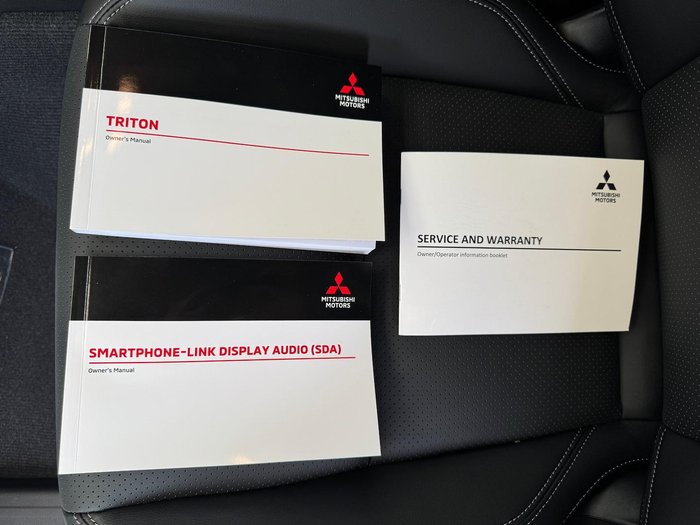 MITSUBISHI
MOTORS
TRITON
Owner's Manual
MITSUBISHI
MOTORS
SERVICE AND WARRANTY
Owner/Operator information booklet
MITSUBISHI
MOTORS
SMARTPHONE-LINK DISPLAY AUDIO (SDA)
Owner's Manual